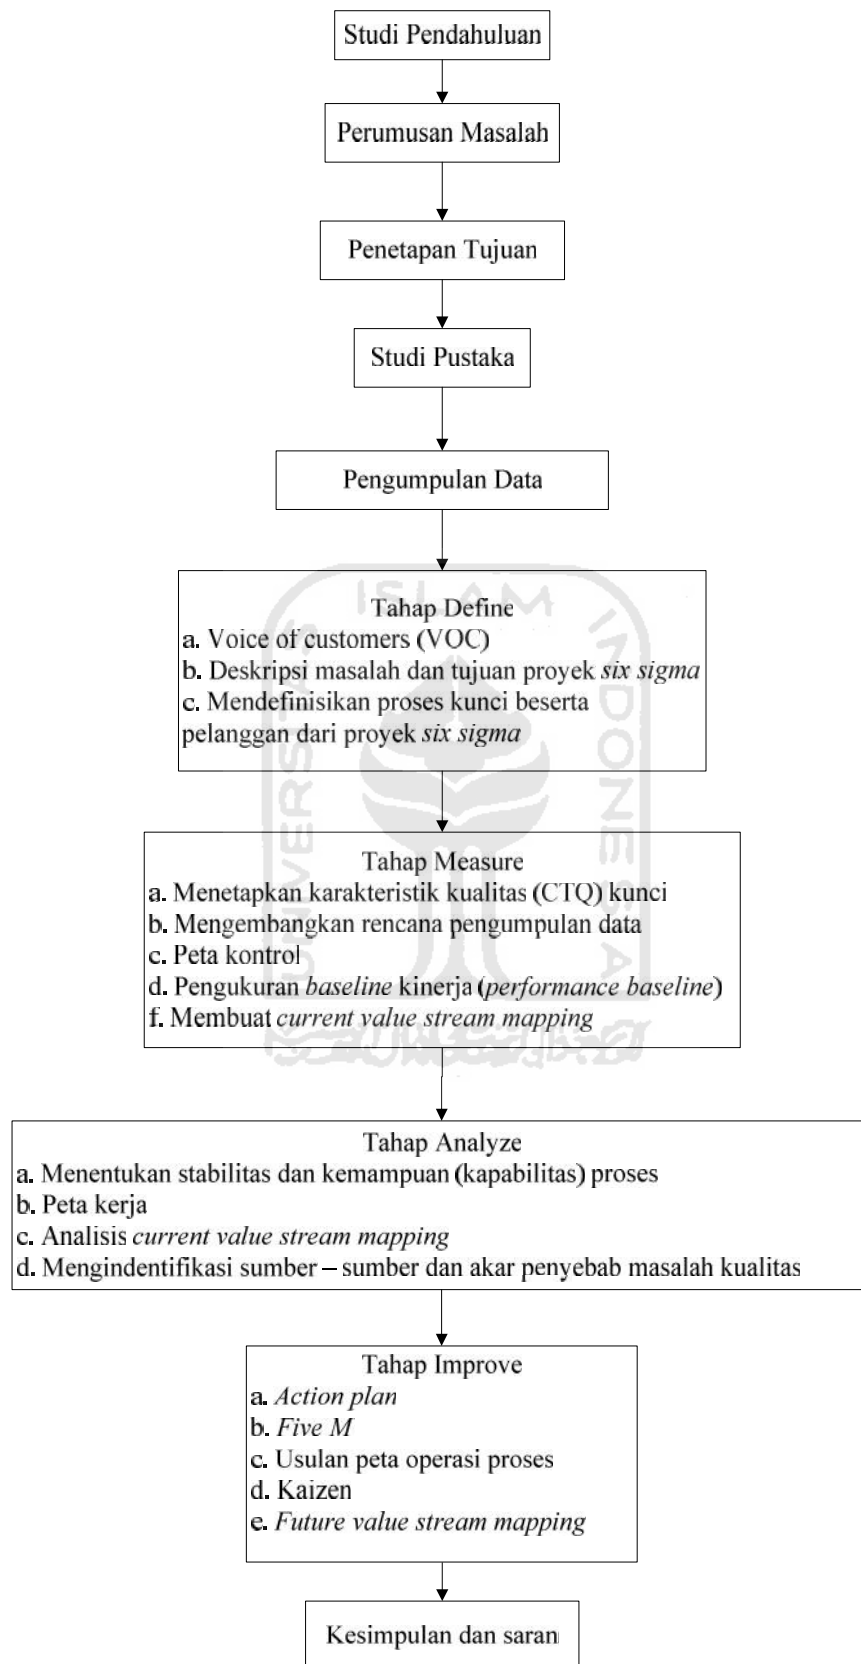 Studi Pendahuluan
Perumusan Masalah
Penetapan Tujuan
Studi Pustaka
Pengumpulan Data
Tahap Define
a. Voice of customers (VOC)
b. Deskripsi masalah dan tujuan proyek six sigma
c. Mendefinisikan proses kunci beserta
pelanggan dari proyek six sigma
Tahap Measure
a. Menetapkan karakteristik kualitas (CTQ) kunci
b. Mengembangkan rencana pengumpulan data
c. Peta kontrol
d. Pengukuran baseline kinerja (performance baseline)
f. Membuat current value stream mapping
Tahap Analyze
a. Menentukan stabilitas dan kemampuan (kapabilitas) proses
b. Peta kerja
c. Analisis current value stream mapping
d. Mengindentifikasi sumber – sumber dan akar penyebab masalah kualitas
Tahap Improve
a. Action plan
b. Five M
c. Usulan peta operasi proses
d. Kaizen
e. Future value stream mapping
Kesimpulan dan saran
UNIVERSITAS
ISLAM
INDONESIA